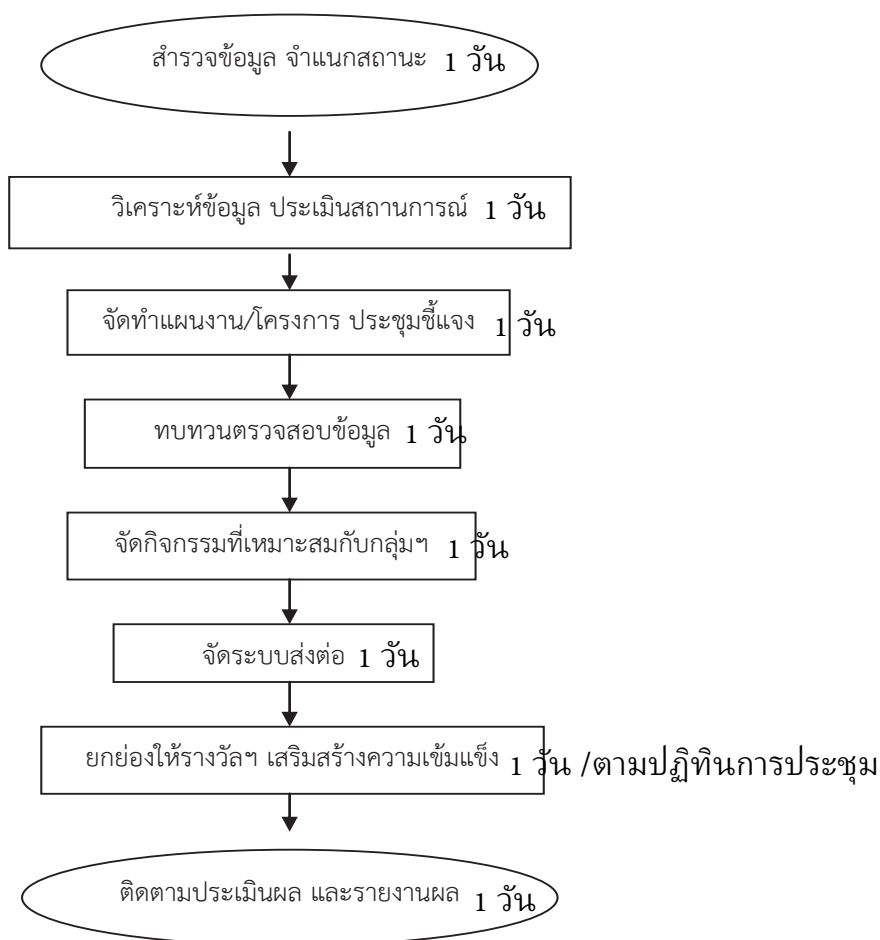 สำรวจข้อมูล จำแนกสถานะ 1 วัน
วิเคราะห์ข้อมูล ประเมินสถานการณ์ 1 วัน
จัดทำแผนงาน/โครงการ ประชุมชี้แจง 1 วัน
ทบทวนตรวจสอบข้อมูล 1 วัน
จัดกิจกรรมที่เหมาะสมกับกลุ่มฯ 1 วัน
จัดระบบส่งต่อ 1 วัน
ยกย่องให้รางวัลฯ เสริมสร้างความเข้มแข็ง 1 วัน /ตามปฏิทินการประชุม
ติดตามประเมินผล และรายงานผล 1 วัน